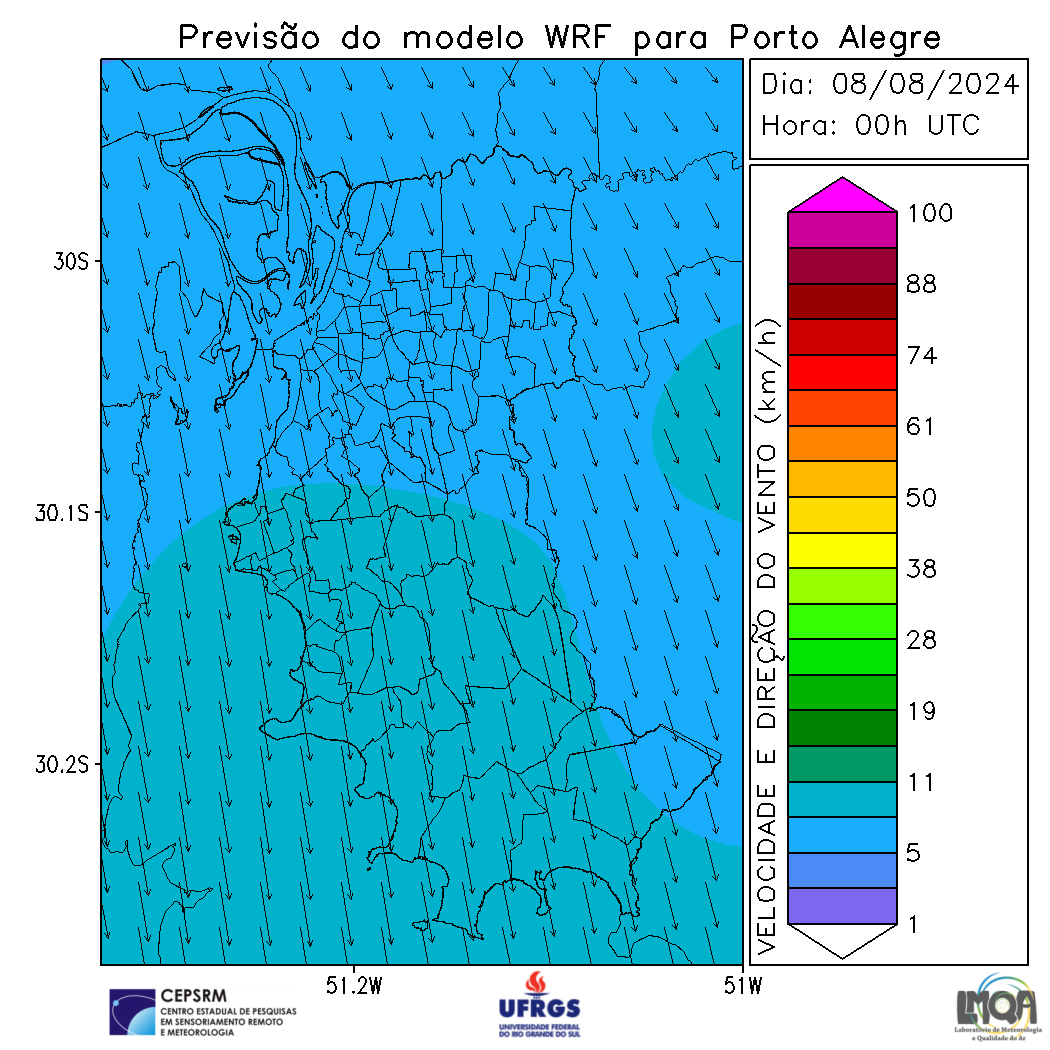 Previsão do modelo WRF para Porto Alegre
Dia: 08/08/2024
Hora: 00h UTC
30S
30.1S
30.2S
51.2W
51W
VELOCIDADE E DIREÇÃO DO VENTO (km/h)
100
88
74
61
50
38
28
19
11
5
1
CEPSRM
CENTRO ESTADUAL DE PESQUISAS
EM SENSORIAMENTO REMOTO
E METEOROLOGIA
UFRGS
UNIVERSIDADE FEDERAL
DO RIO GRANDE DO SUL
LMQA
Laboratório de Meteorologia
e Qualidade do Ar